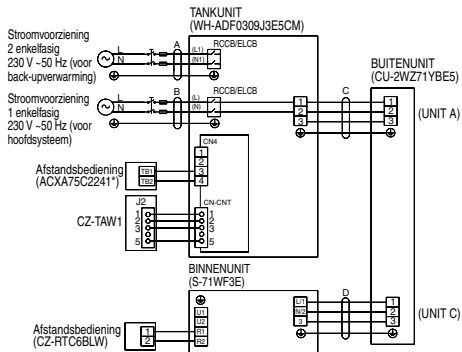 TANKUNIT
(WH-ADF0309J3E5CM)
Stroomvoorziening
2 enkelfasig
230 V ~50 Hz (voor
back-upverwarming)
L
N
A
RCCB/ELCB
(L1)
(N1)
BUITENUNIT
(CU-2WZ71YBE5)
Stroomvoorziening
1 enkelfasig
230 V ~50 Hz (voor
hoofdsysteem)
L
N
B
RCCB/ELCB
(L)
(N)
1
2
3
C
1
2
3
(UNIT A)
CN4
1
2
3
4
Afstandsbediening
(ACXA75C2241*)
TB1
TB2
CN-CNT
CZ-TAW1
J2
1
2
3
5
1
2
3
5
BINNENUNIT
(S-71WF3E)
U1
U2
R1
R2
L/1
N/2
3
D
1
2
3
(UNIT C)
Afstandsbediening
(CZ-RTC6BLW)
1
2